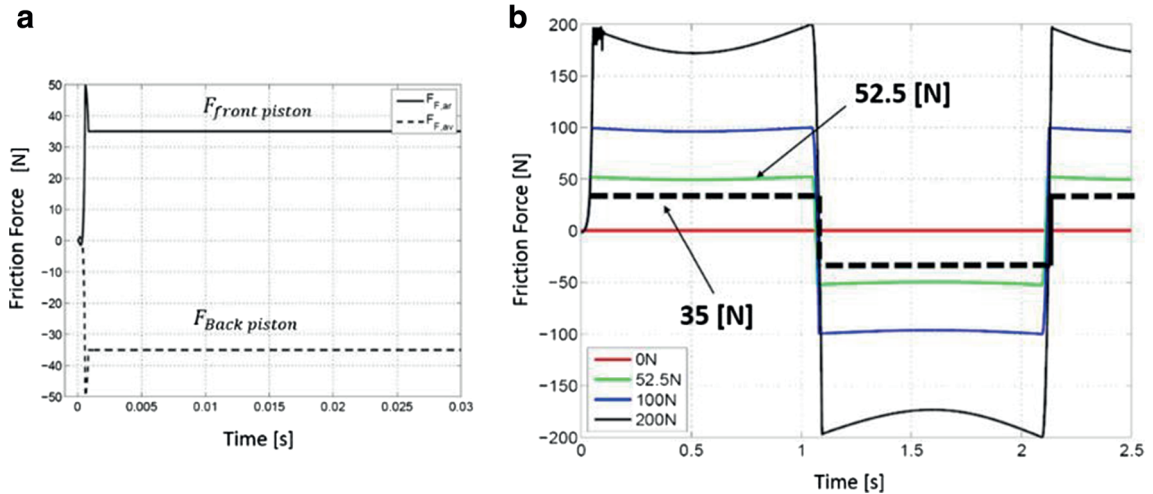 a
50
40
30
20
10
0
−10
−20
−30
−40
−50
Friction Force [N]
F front piston
F Back piston
F F,ar
F F,av
0
0.005
0.01
0.015
0.02
0.025
0.03
Time [s]
b
200
150
100
50
0
−50
−100
−150
−200
Friction Force [N]
52.5 [N]
35 [N]
0N
52.5N
100N
200N
0
0.5
1
1.5
2
2.5
Time [s]